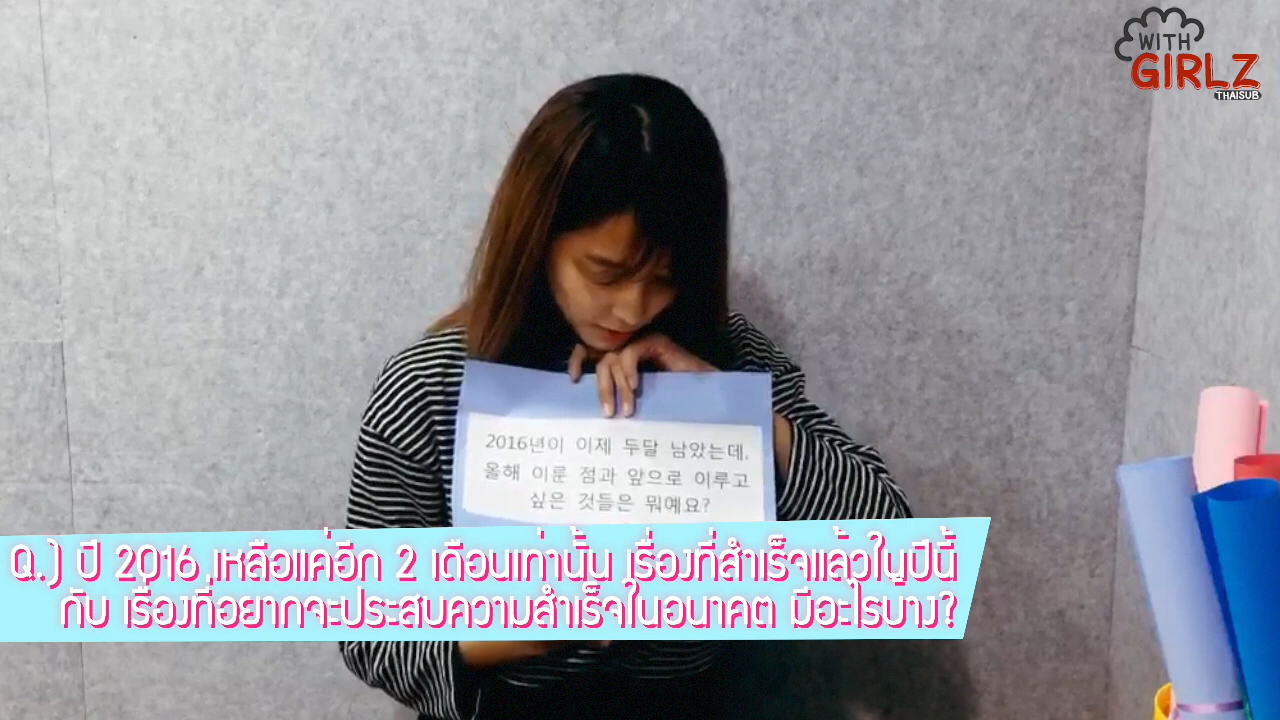 WITH
GIRLZ
THAISUB
2016년이 이제 두달 남았는데,
올해 이룬 점과 앞으로 이루고
싶은 것들은 뭐예요?
Q.) ปี 2016 เหลือแค่อีก 2 เดือนเท่านั้น เรื่องที่สำเร็จแล้วในปีนี้
กับ เรื่องที่อยากจะประสบความสำเร็จในอนาคต มีอะไรบ้าง?